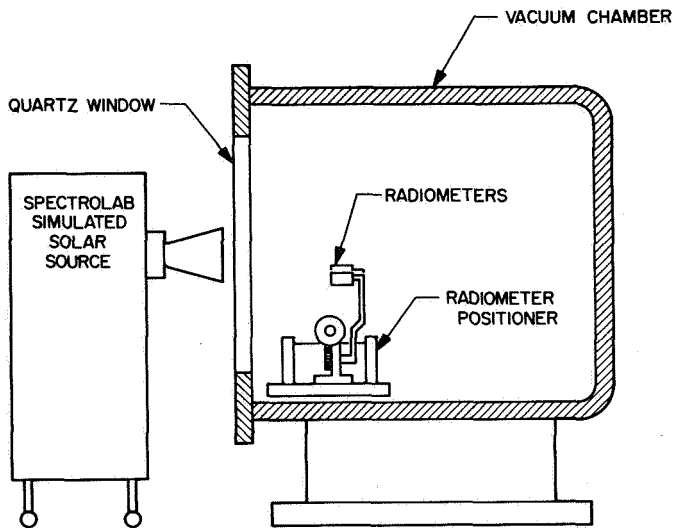 VACUUM CHAMBER
QUARTZ WINDOW
SPECTROLAB
SIMULATED
SOLAR
SOURCE
RADIOMETERS
RADIOMETER
POSITIONER